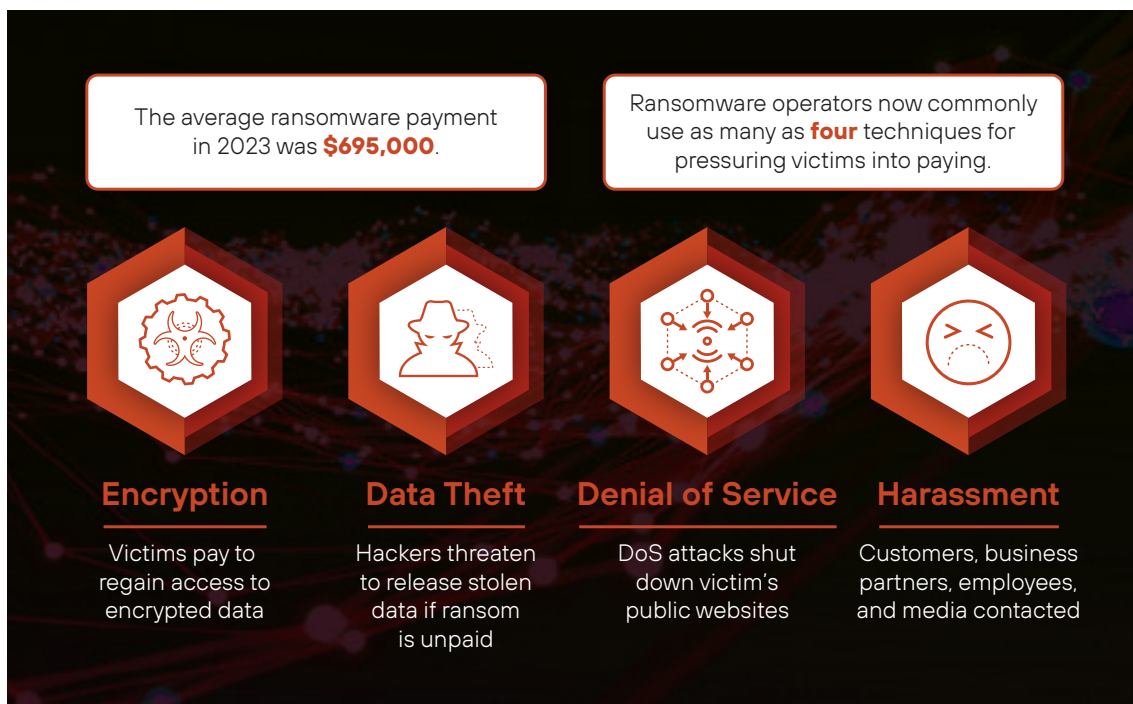 The average ransomware payment
in 2023 was $695,000.
Ransomware operators now commonly
use as many as four techniques for
pressuring victims into paying.
Encryption
Victims pay to
regain access to
encrypted data
Data Theft
Hackers threaten
to release stolen
data if ransom
is unpaid
Denial of Service
DoS attacks shut
down victim’s
public websites
Harassment
Customers, business
partners, employees,
and media contacted